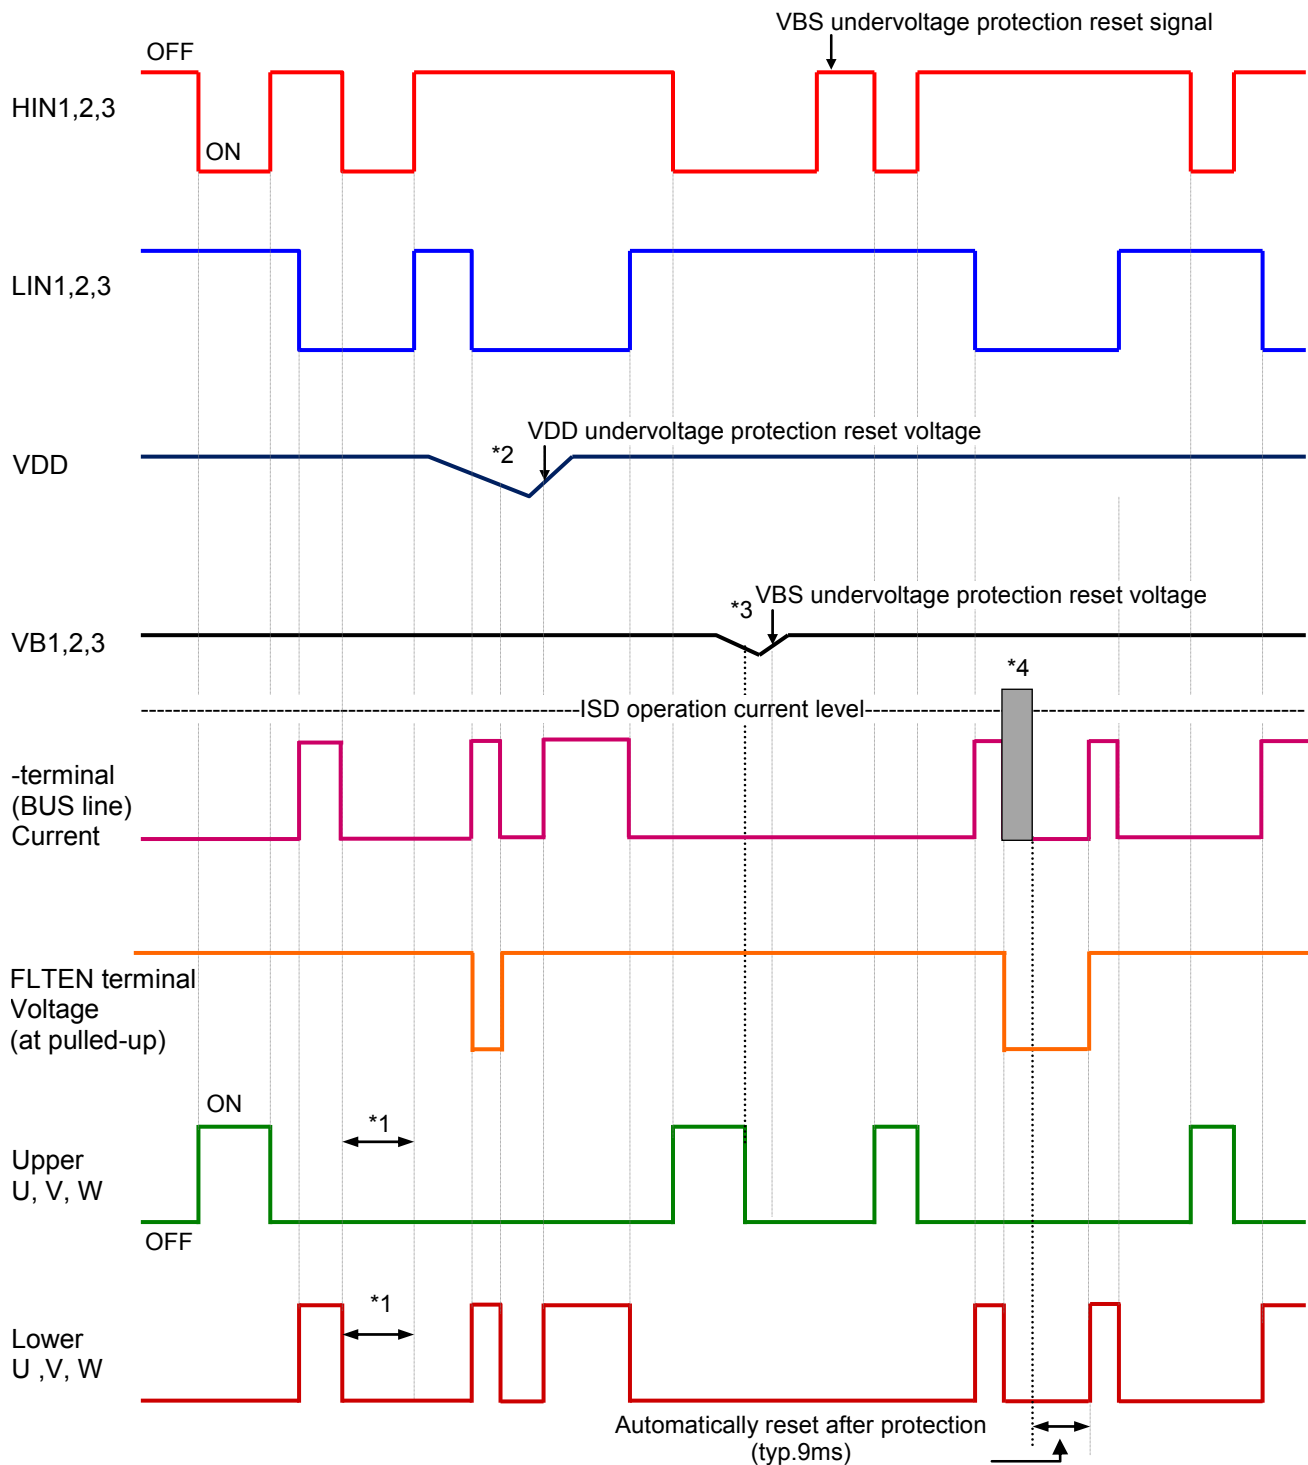 VBS undervoltage protection reset signal
OFF
HIN1,2,3
ON
LIN1,2,3
VDD undervoltage protection reset voltage
*2
VDD
VBS undervoltage protection reset voltage
*3
VB1,2,3
*4
ISD operation current level
-terminal
(BUS line)
Current
FLTEN terminal
Voltage
(at pulled-up)
ON
*1
Upper
U, V, W
OFF
*1
Lower
U ,V, W
Automatically reset after protection
(typ.9ms)